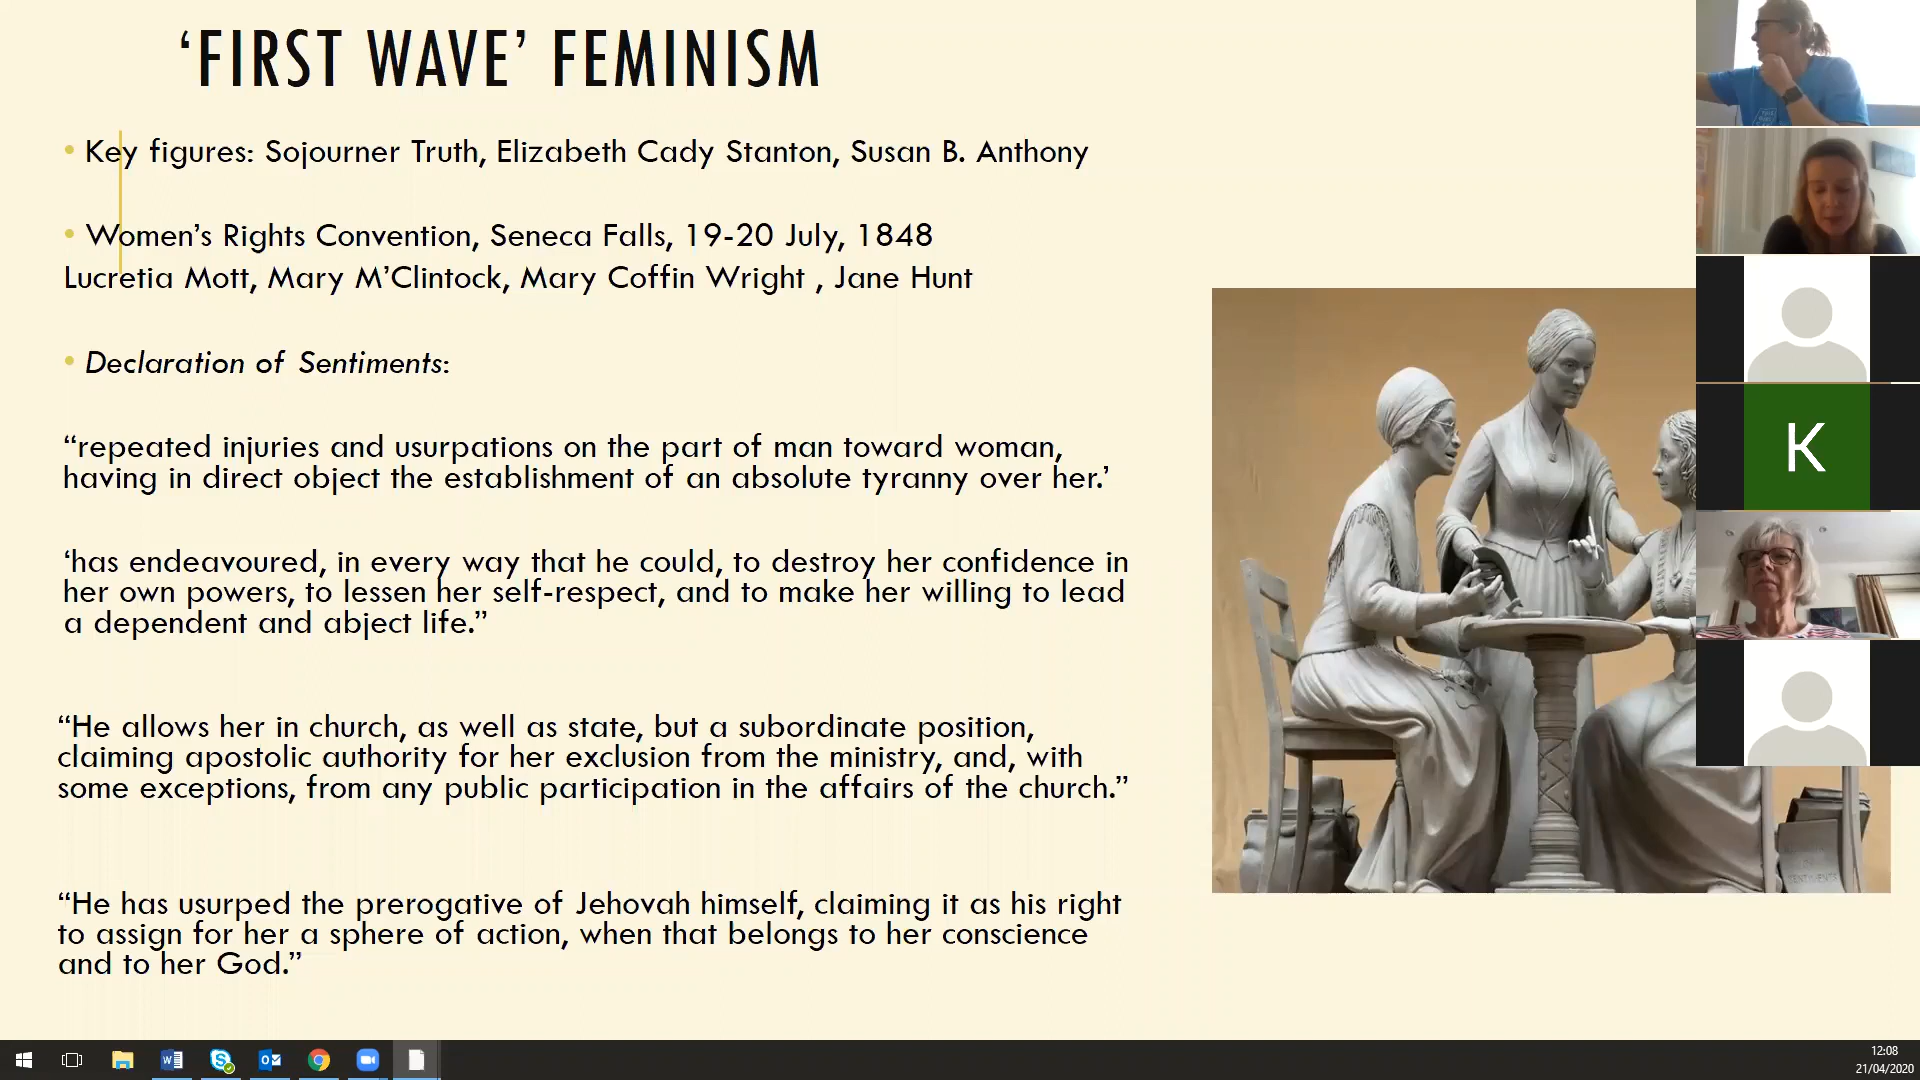 ‘FIRST WAVE’ FEMINISM
• Key figures: Sojourner Truth, Elizabeth Cady Stanton, Susan B. Anthony
• Women’s Rights Convention, Seneca Falls, 19-20 July, 1848
Lucretia Mott, Mary M’Clintock, Mary Coffin Wright , Jane Hunt
• Declaration of Sentiments:
“repeated injuries and usurpations on the part of man toward woman,
having in direct object the establishment of an absolute tyranny over her.’
‘has endeavoured, in every way that he could, to destroy her confidence in
her own powers, to lessen her self-respect, and to make her willing to lead
a dependent and abject life.”
“He allows her in church, as well as state, but a subordinate position,
claiming apostolic authority for her exclusion from the ministry, and, with
some exceptions, from any public participation in the affairs of the church.”
“He has usurped the prerogative of Jehovah himself, claiming it as his right
to assign for her a sphere of action, when that belongs to her conscience
and to her God.”
K
12:08
21/04/2020